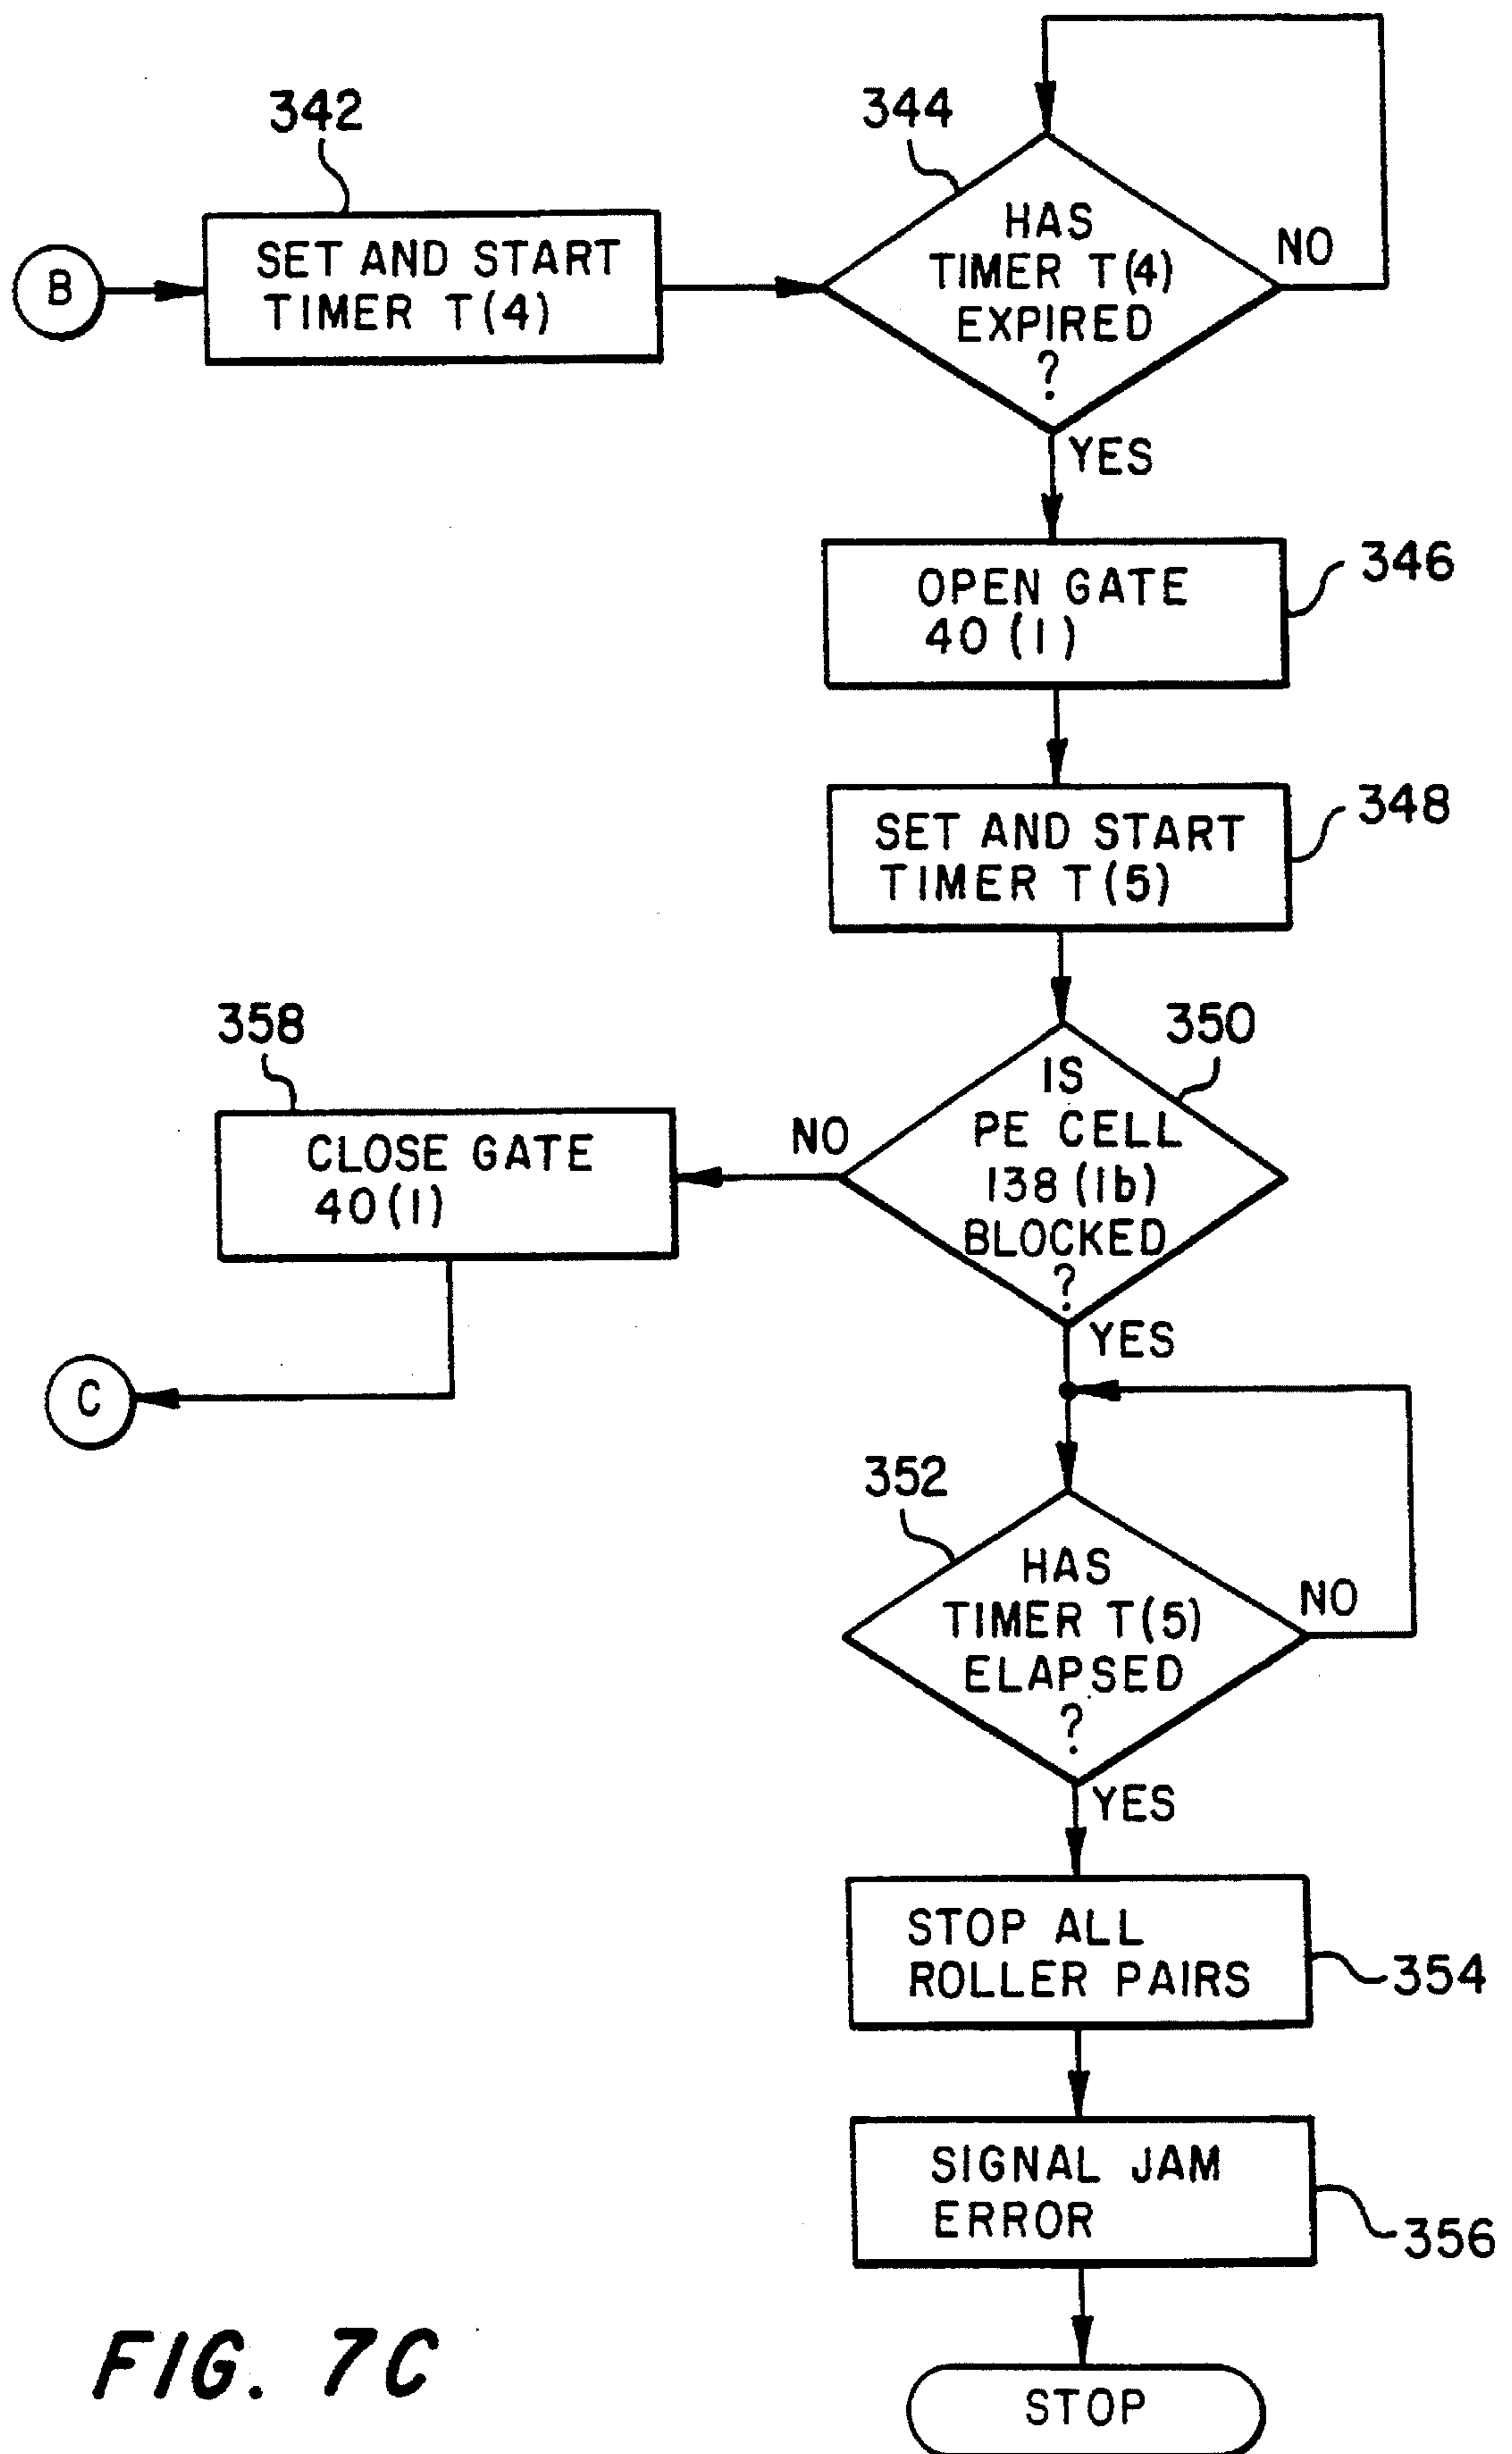 342
B
SET AND START
TIMER T(4)
344
HAS
TIMER T(4)
EXPIRED
?
NO
YES
OPEN GATE
40(1)
346
SET AND START
TIMER T(5)
348
350
IS
PE CELL
138(1b)
BLOCKED
?
NO
YES
358
CLOSE GATE
40(1)
C
352
HAS
TIMER T(5)
ELAPSED
?
NO
YES
STOP ALL
ROLLER PAIRS
354
SIGNAL JAM
ERROR
356
STOP
FIG. 7C